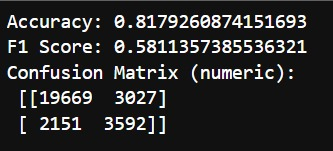 Accuracy: 0.8179260874151693
F1 Score: 0.5811357385536321
Confusion Matrix (numeric):
[[19669 3027]
[ 2151 3592]]